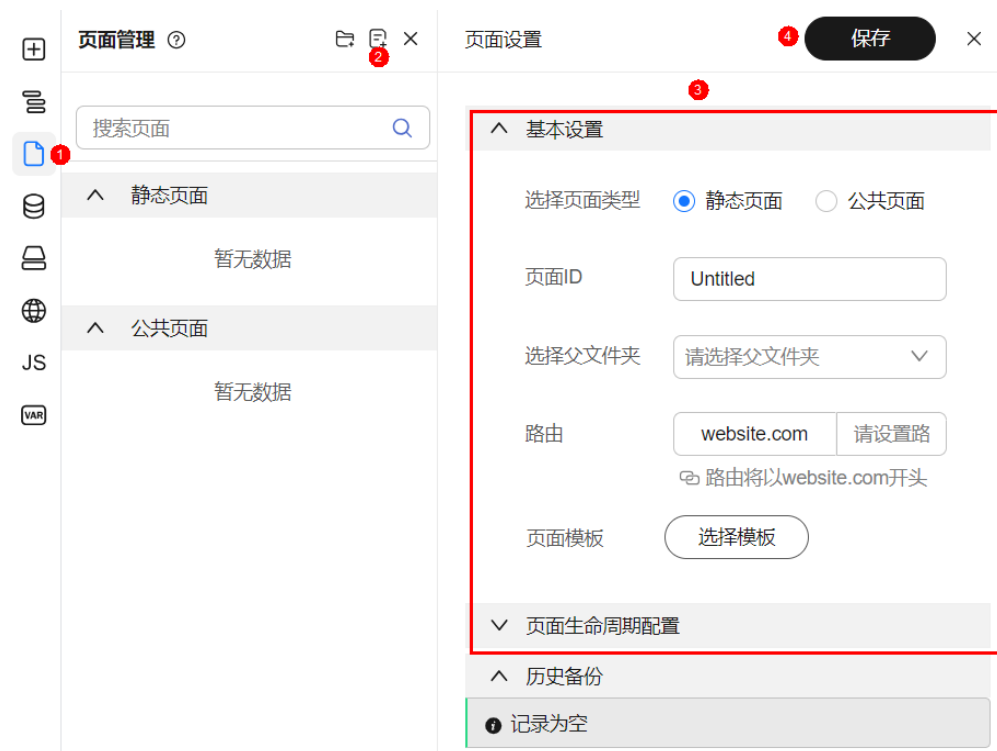 页面管理
2
页面设置
4
保存
3
搜索页面
基本设置
1
静态页面
选择页面类型 静态页面 公共页面
暂无数据
页面ID Untitled
公共页面
选择父文件夹 请选择父文件夹
JS
暂无数据
VAR
路由 website.com 请设置路
路由将以website.com开头
页面模板 选择模板
页面生命周期配置
历史备份
记录为空